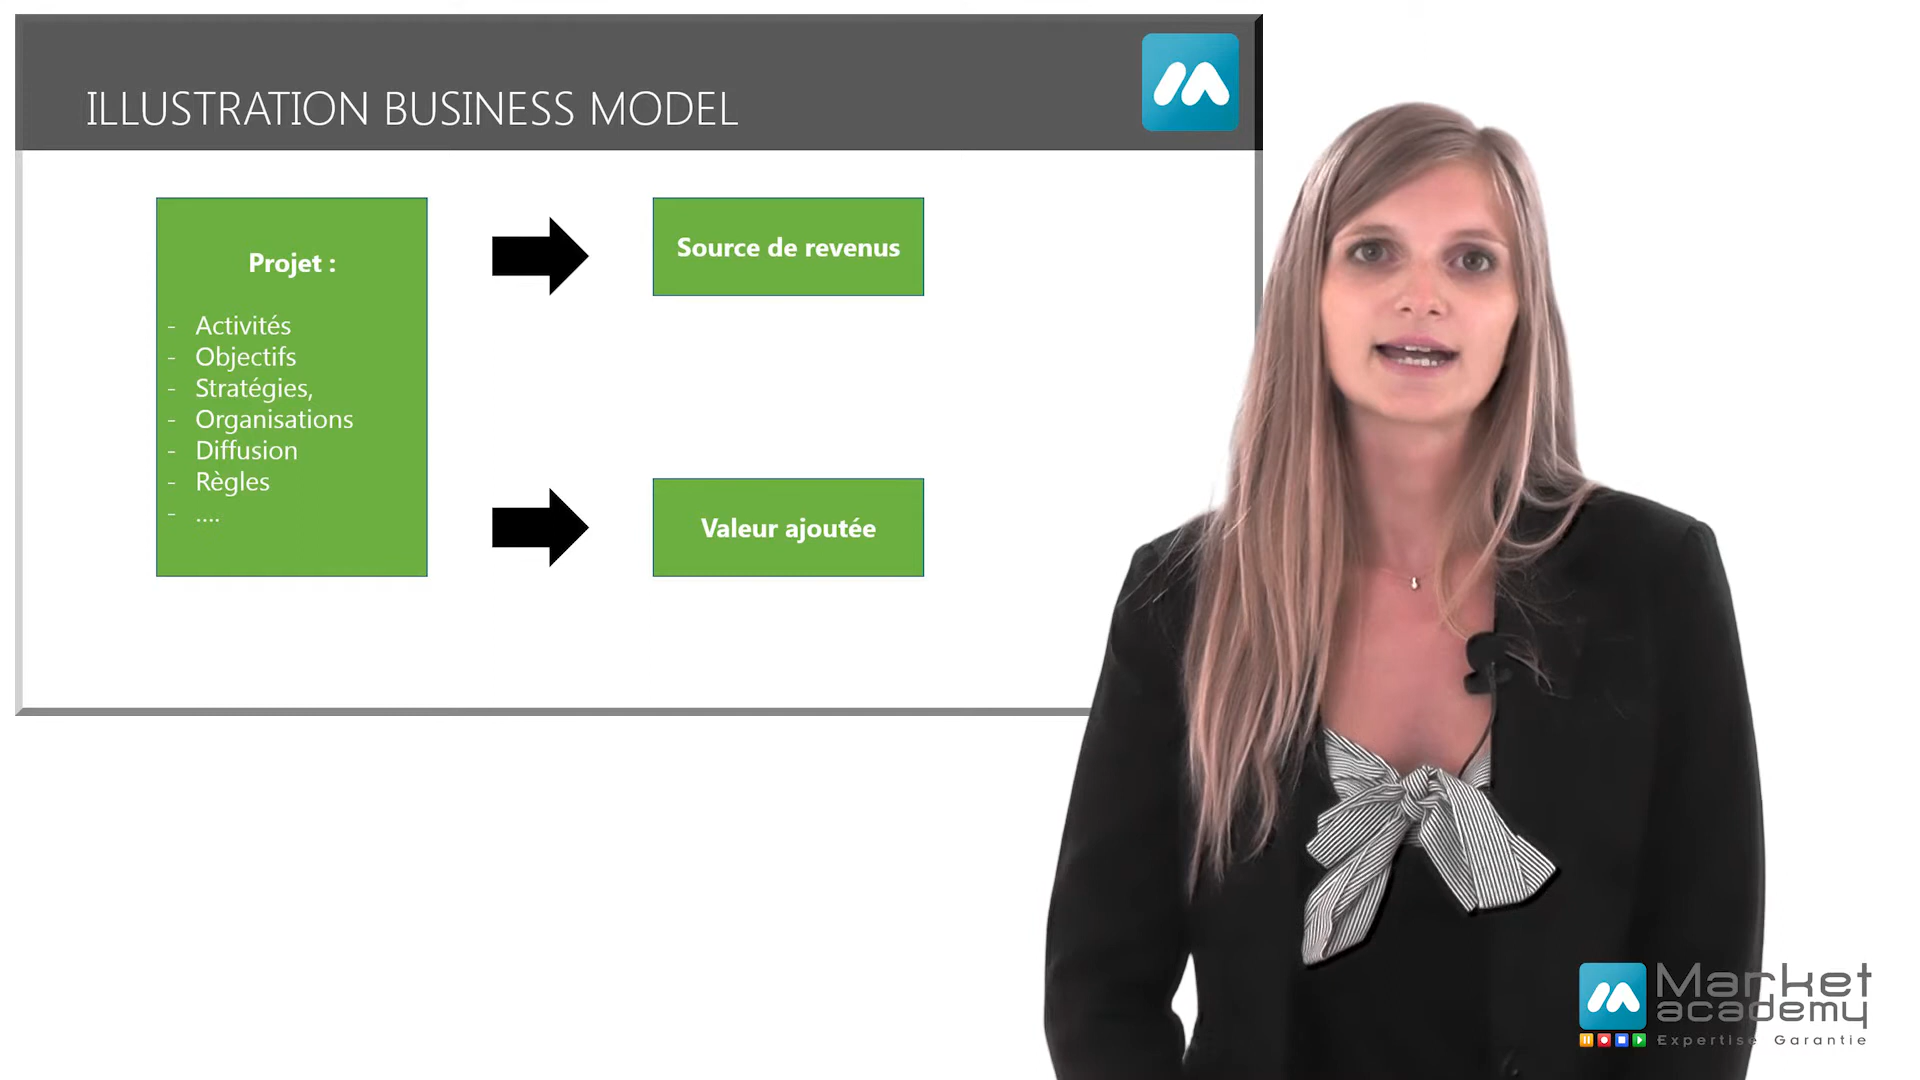 ILLUSTRATION BUSINESS MODEL
Projet :
- Activités
- Objectifs
- Stratégies,
- Organisations
- Diffusion
- Règles
- ....
Source de revenus
Valeur ajoutée
Market
academy
Expertise Garantie